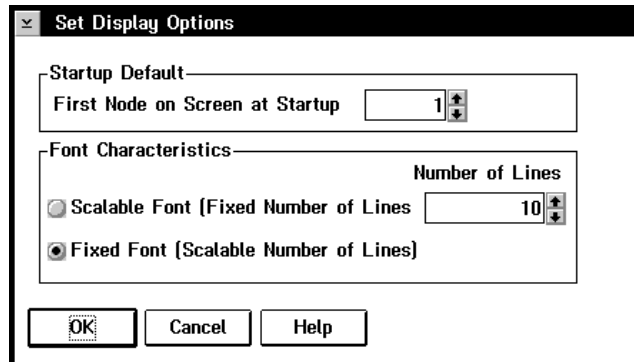 Set Display Options
Startup Default
First Node on Screen at Startup 1
Font Characteristics
Number of Lines
Scalable Font (Fixed Number of Lines 10
Fixed Font (Scalable Number of Lines)
OK Cancel Help